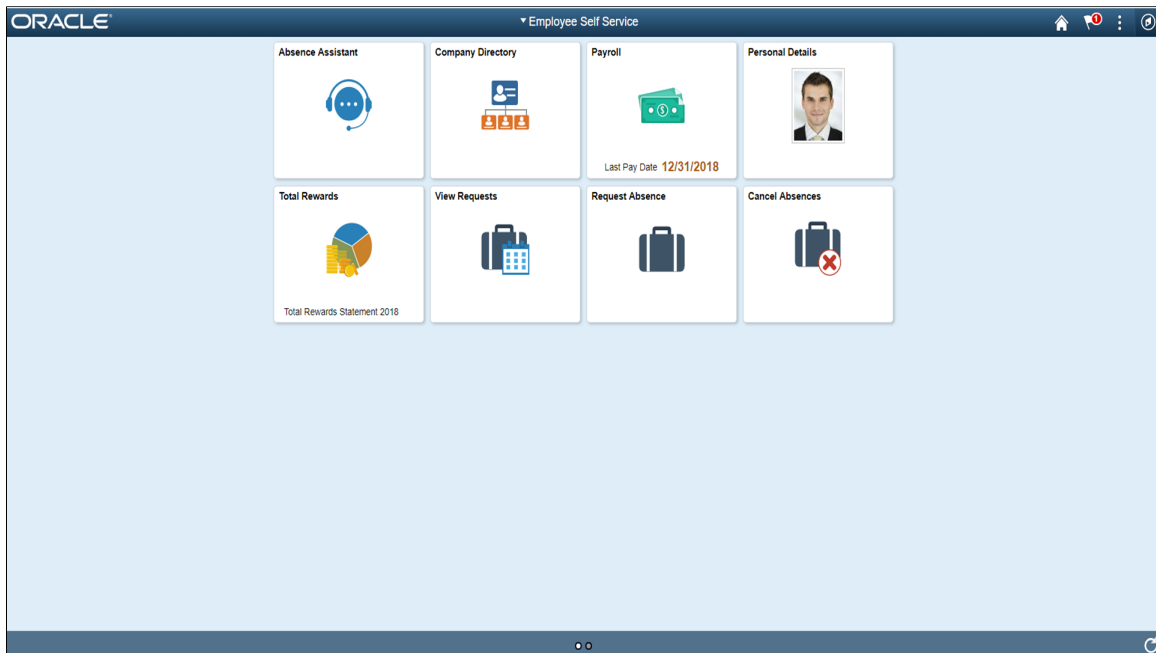 ORACLE
Employee Self Service
1
Absence Assistant
Company Directory
Payroll
Last Pay Date 12/31/2018
Personal Details
Total Rewards
Total Rewards Statement 2018
View Requests
Request Absence
Cancel Absences